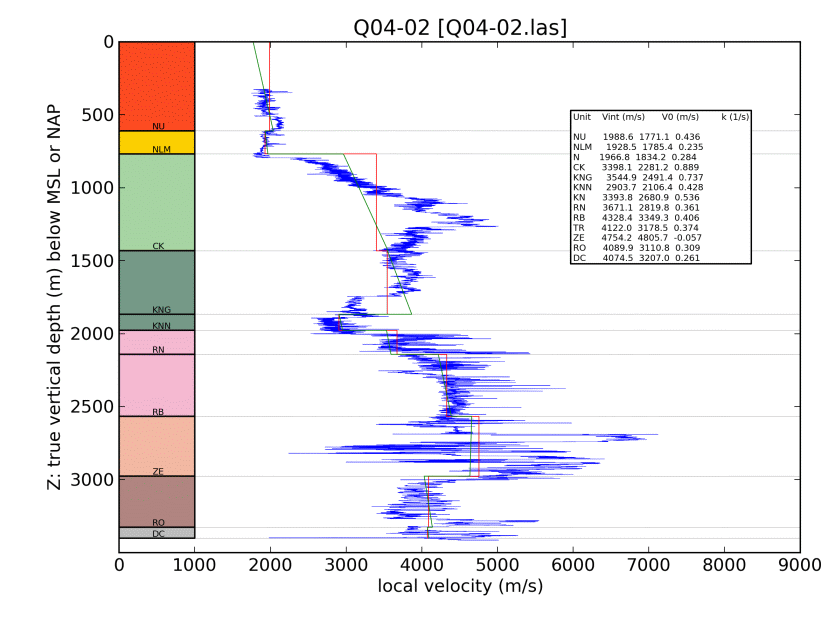 Q04-02 [Q04-02.las]
0
500
1000
1500
2000
2500
3000
Z: true vertical depth (m) below MSL or NAP
NU
NLM
CK
KNG
KNN
RN
RB
ZE
RO
DC
Unit Vint (m/s) V0 (m/s) k (1/s)
NU 1988.6 1771.1 0.436
NLM 1928.5 1785.4 0.235
N 1966.8 1834.2 0.284
CK 3398.1 2281.2 0.889
KNG 3544.9 2491.4 0.737
KNN 2903.7 2106.4 0.428
KN 3393.8 2680.9 0.536
RN 3671.1 2819.8 0.361
RB 4328.4 3349.3 0.406
TR 4122.0 3178.5 0.374
ZE 4754.2 4805.7 -0.057
RO 4089.9 3110.8 0.309
DC 4074.5 3207.0 0.261
0 1000 2000 3000 4000 5000 6000 7000 8000 9000
local velocity (m/s)